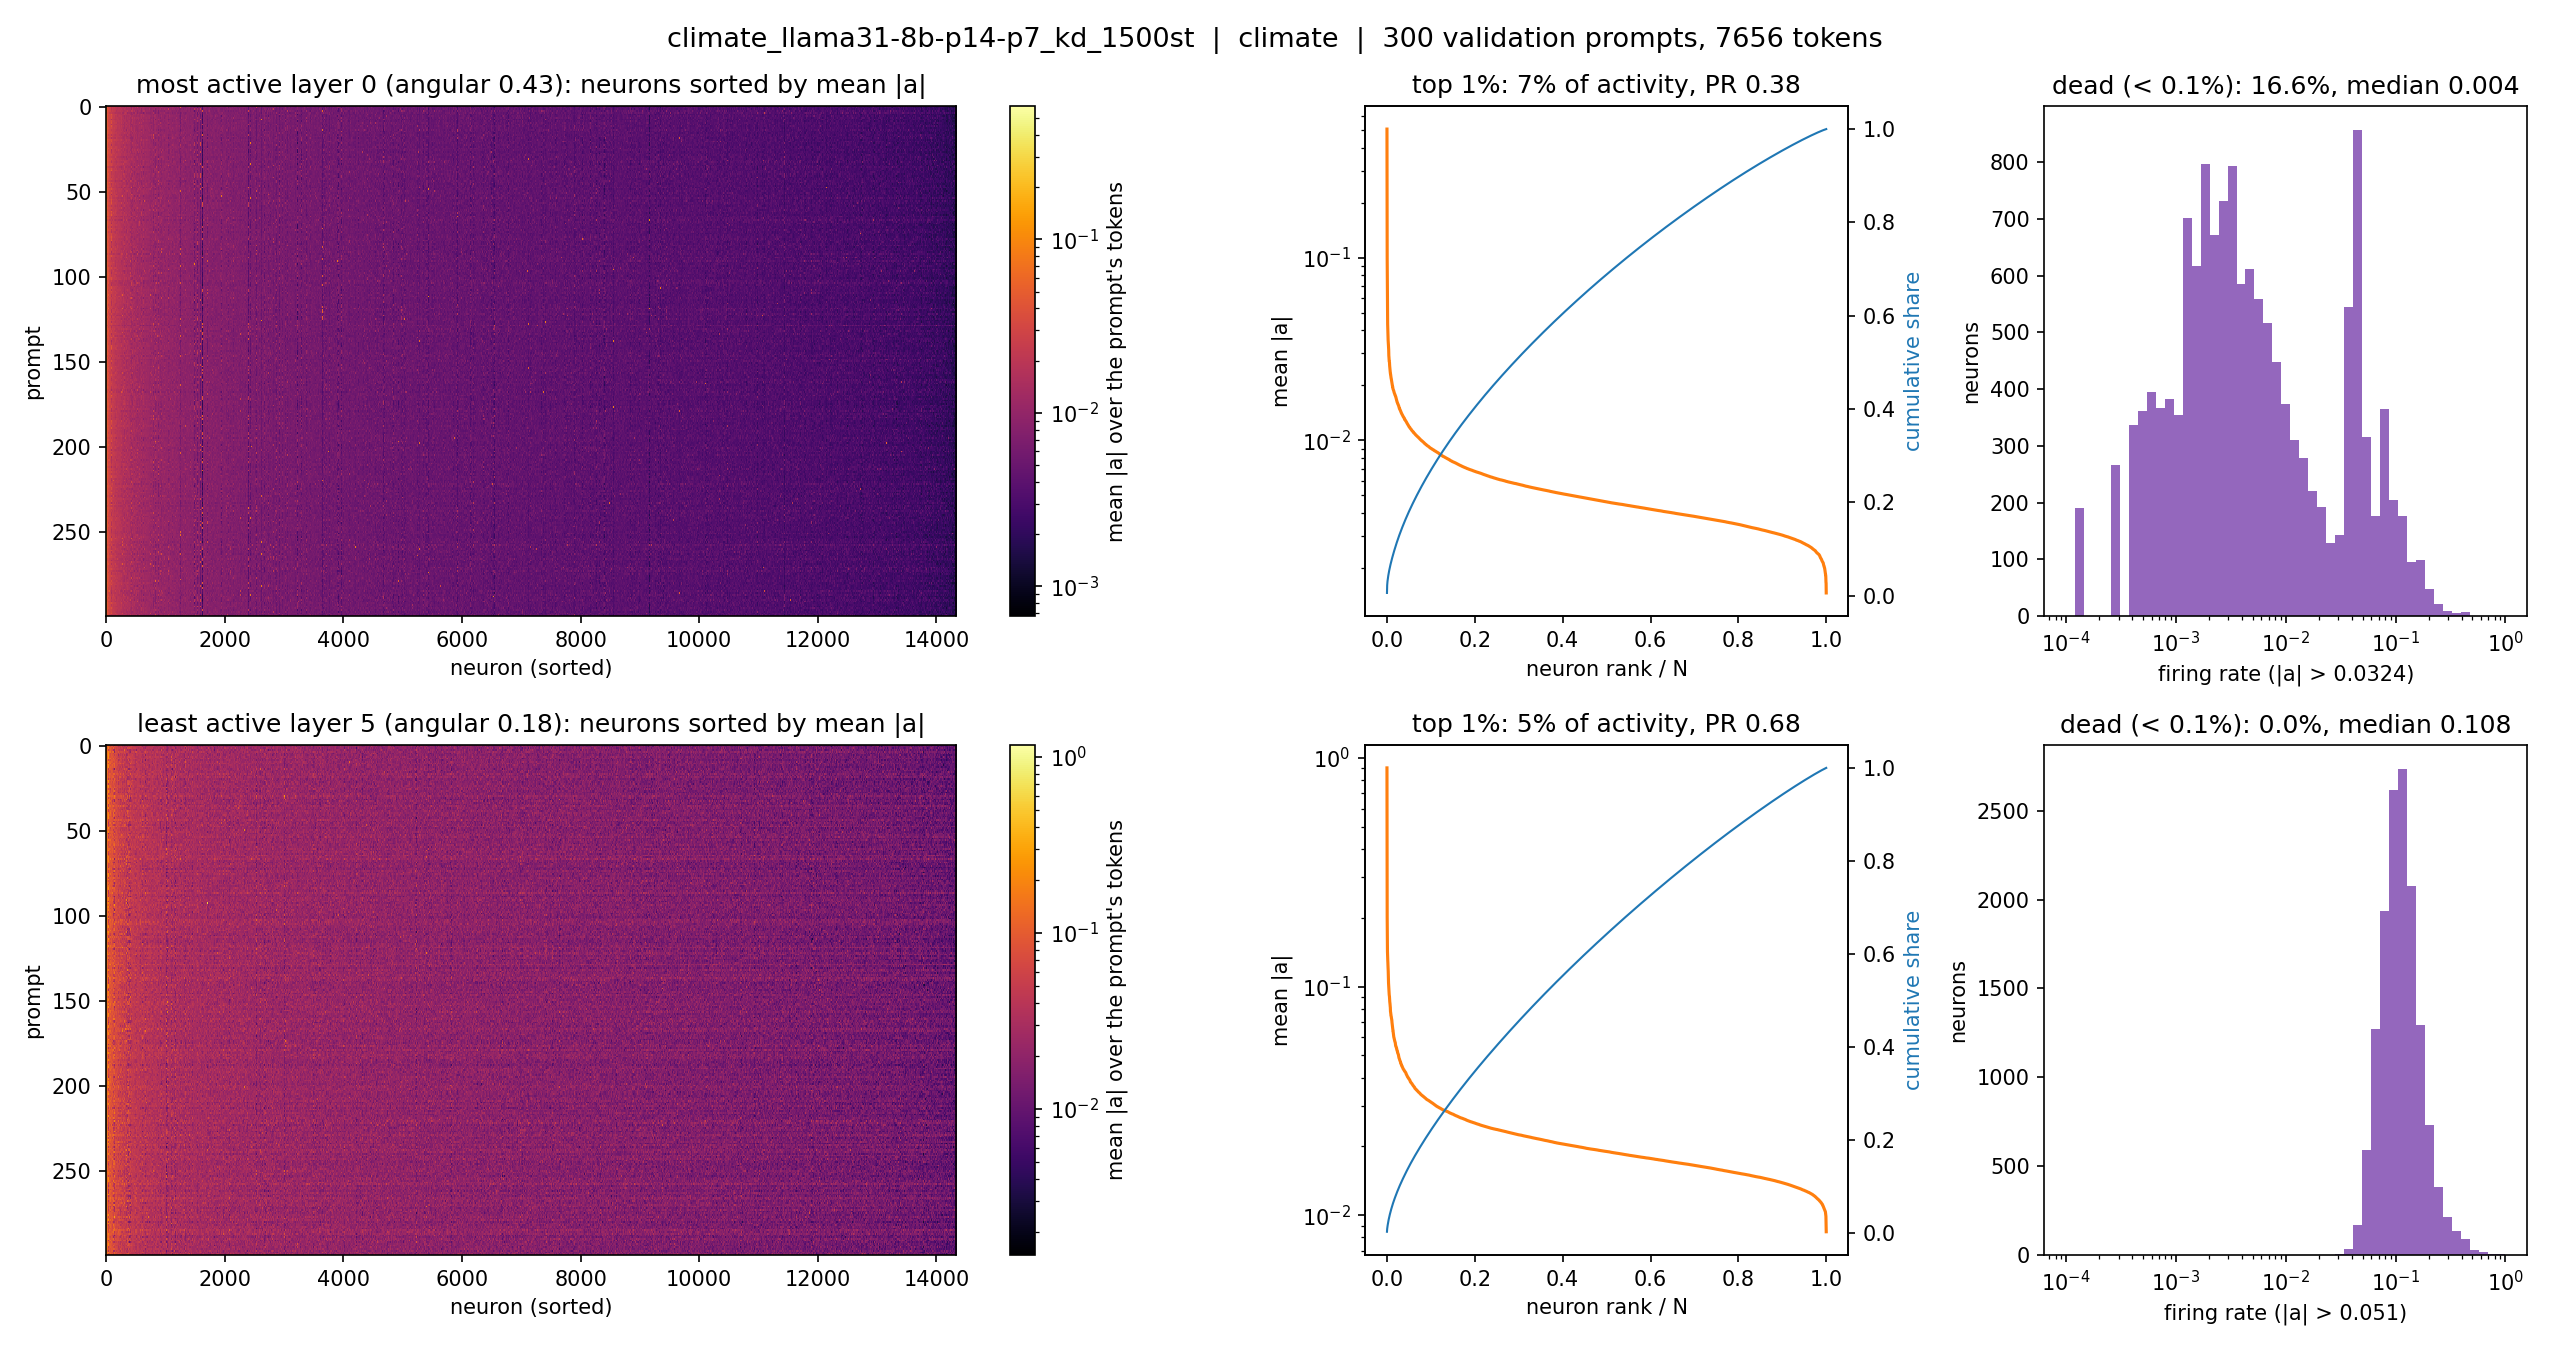 climate_llama31-8b-p14-p7_kd_1500st | climate | 300 validation prompts, 7656 tokens
most active layer 0 (angular 0.43): neurons sorted by mean |a|
0
50
100
150
200
250
prompt
0 2000 4000 6000 8000 10000 12000 14000
neuron (sorted)
10⁻¹
10⁻²
10⁻³
mean |a| over the prompt's tokens
top 1%: 7% of activity, PR 0.38
10⁻¹
10⁻²
mean |a|
1.0
0.8
0.6
0.4
0.2
0.0
cumulative share
0.0 0.2 0.4 0.6 0.8 1.0
neuron rank / N
dead (< 0.1%): 16.6%, median 0.004
800
700
600
500
400
300
200
100
0
neurons
10⁻⁴ 10⁻³ 10⁻² 10⁻¹ 10⁰
firing rate (|a| > 0.0324)
least active layer 5 (angular 0.18): neurons sorted by mean |a|
0
50
100
150
200
250
prompt
0 2000 4000 6000 8000 10000 12000 14000
neuron (sorted)
10⁰
10⁻¹
10⁻²
mean |a| over the prompt's tokens
top 1%: 5% of activity, PR 0.68
10⁰
10⁻¹
10⁻²
mean |a|
1.0
0.8
0.6
0.4
0.2
0.0
cumulative share
0.0 0.2 0.4 0.6 0.8 1.0
neuron rank / N
dead (< 0.1%): 0.0%, median 0.108
2500
2000
1500
1000
500
0
neurons
10⁻⁴ 10⁻³ 10⁻² 10⁻¹ 10⁰
firing rate (|a| > 0.051)